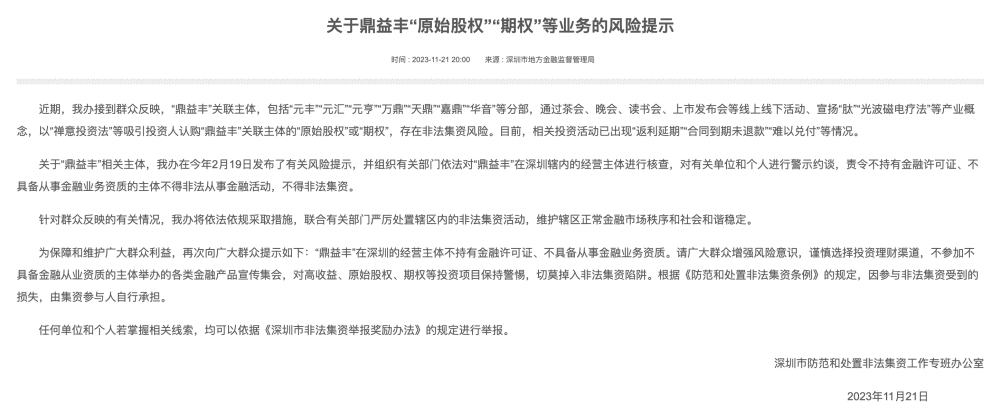 关于鼎益丰“原始股权”“期权”等业务的风险提示
时间 : 2023-11-21 20:00 来源 : 深圳市地方金融监督管理局
近期，我办接到群众反映，“鼎益丰”关联主体，包括“元丰”“元汇”“元亨”“万鼎”“天鼎”“嘉鼎”“华音”等分部，通过茶会、晚会、读书会、上市发布会等线上线下活动、宣扬“肽”“光波磁电疗法”等产业概
念，以“禅意投资法”等吸引投资人认购“鼎益丰”关联主体的“原始股权”或“期权”，存在非法集资风险。目前，相关投资活动已出现“返利延期”“合同到期未退款”“难以兑付”等情况。
关于“鼎益丰”相关主体，我办在今年2月19日发布了有关风险提示，并组织有关部门依法对“鼎益丰”在深圳辖内的经营主体进行核查，对有关单位和个人进行警示约谈，责令不持有金融许可证、不
具备从事金融业务资质的主体不得非法从事金融活动，不得非法集资。
针对群众反映的有关情况，我办将依法依规采取措施，联合有关部门严厉处置辖区内的非法集资活动，维护辖区正常金融市场秩序和社会和谐稳定。
为保障和维护广大群众利益，再次向广大群众提示如下：“鼎益丰”在深圳的经营主体不持有金融许可证、不具备从事金融业务资质。请广大群众增强风险意识，谨慎选择投资理财渠道，不参加不
具备金融从业资质的主体举办的各类金融产品宣传集会，对高收益、原始股权、期权等投资项目保持警惕，切莫掉入非法集资陷阱。根据《防范和处置非法集资条例》的规定，因参与非法集资受到的
损失，由集资参与人自行承担。
任何单位和个人若掌握相关线索，均可以依据《深圳市非法集资举报奖励办法》的规定进行举报。
深圳市防范和处置非法集资工作专班办公室
2023年11月21日